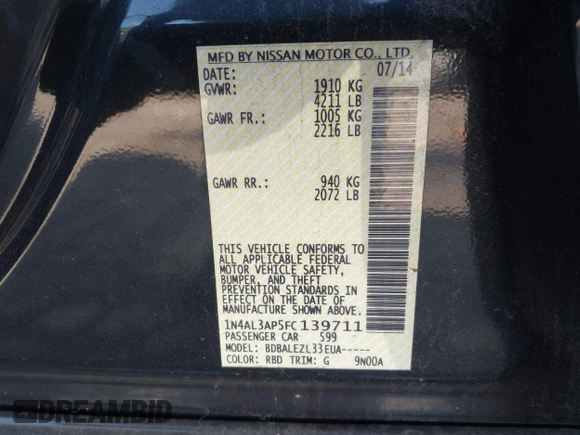 MFD BY NISSAN MOTOR CO., LTD.
DATE: 07/14
GVWR: 1910 KG
4211 LB
GAWR FR.: 1005 KG
2216 LB
GAWR RR.: 940 KG
2072 LB
THIS VEHICLE CONFORMS TO
ALL APPLICABLE FEDERAL
MOTOR VEHICLE SAFETY,
BUMPER, AND THEFT
PREVENTION STANDARDS IN
EFFECT ON THE DATE OF
MANUFACTURE SHOWN ABOVE.
1N4AL3AP5FC139711
PASSENGER CAR 599
MODEL: BDBALEZL33EUA-----
COLOR: RBD TRIM: G 9N00A
DREAMBID